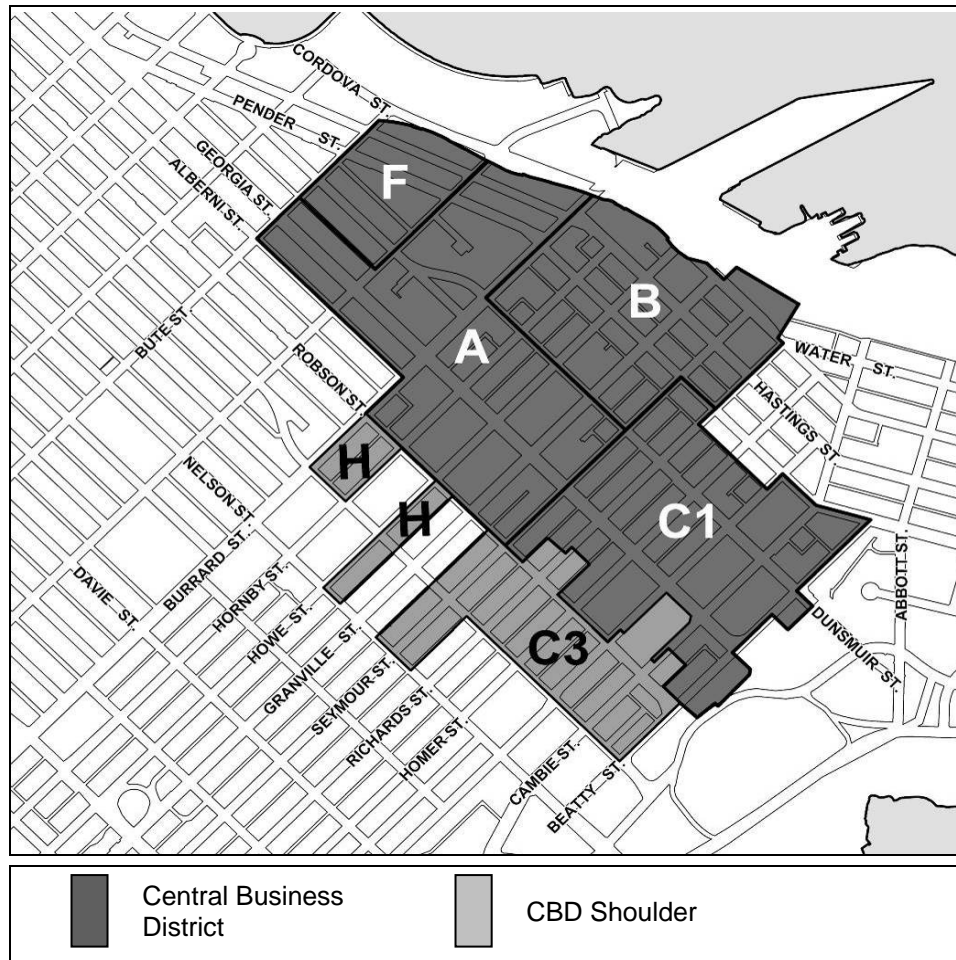 CORDOVA ST.
PENDER ST.
GEORGIA ST.
ALBERNI ST.
F
B
BUTE ST.
A
WATER ST.
ROBSON ST.
HASTINGS ST.
H
NELSON ST.
H
C1
BURRARD ST.
DAVIE ST.
HORNBY ST.
ABBOTT ST.
HOWE ST.
DUNSMUIR ST.
C3
GRANVILLE ST.
SEYMOUR ST.
RICHARDS ST.
HOMER ST.
CAMBIE ST.
BEATTY ST.
Central Business
District
CBD Shoulder